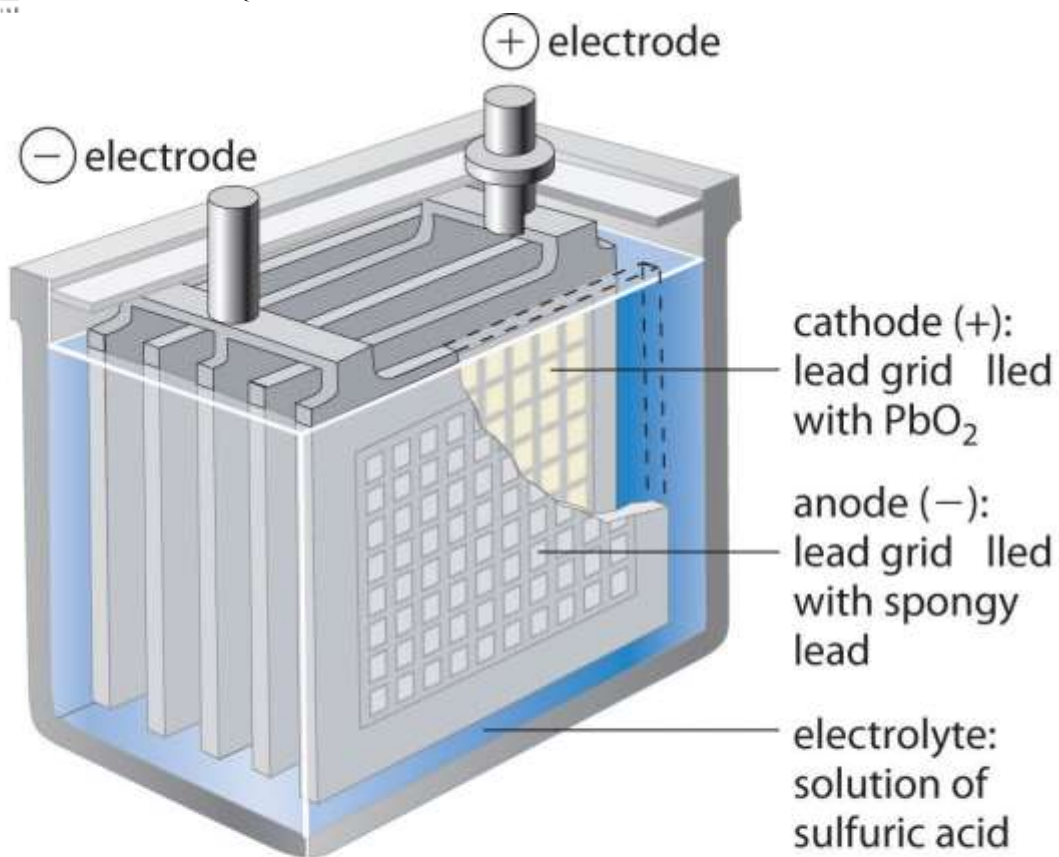 + electrode
− electrode
cathode (+):
lead grid lled
with PbO₂
anode (−):
lead grid lled
with spongy
lead
electrolyte:
solution of
sulfuric acid